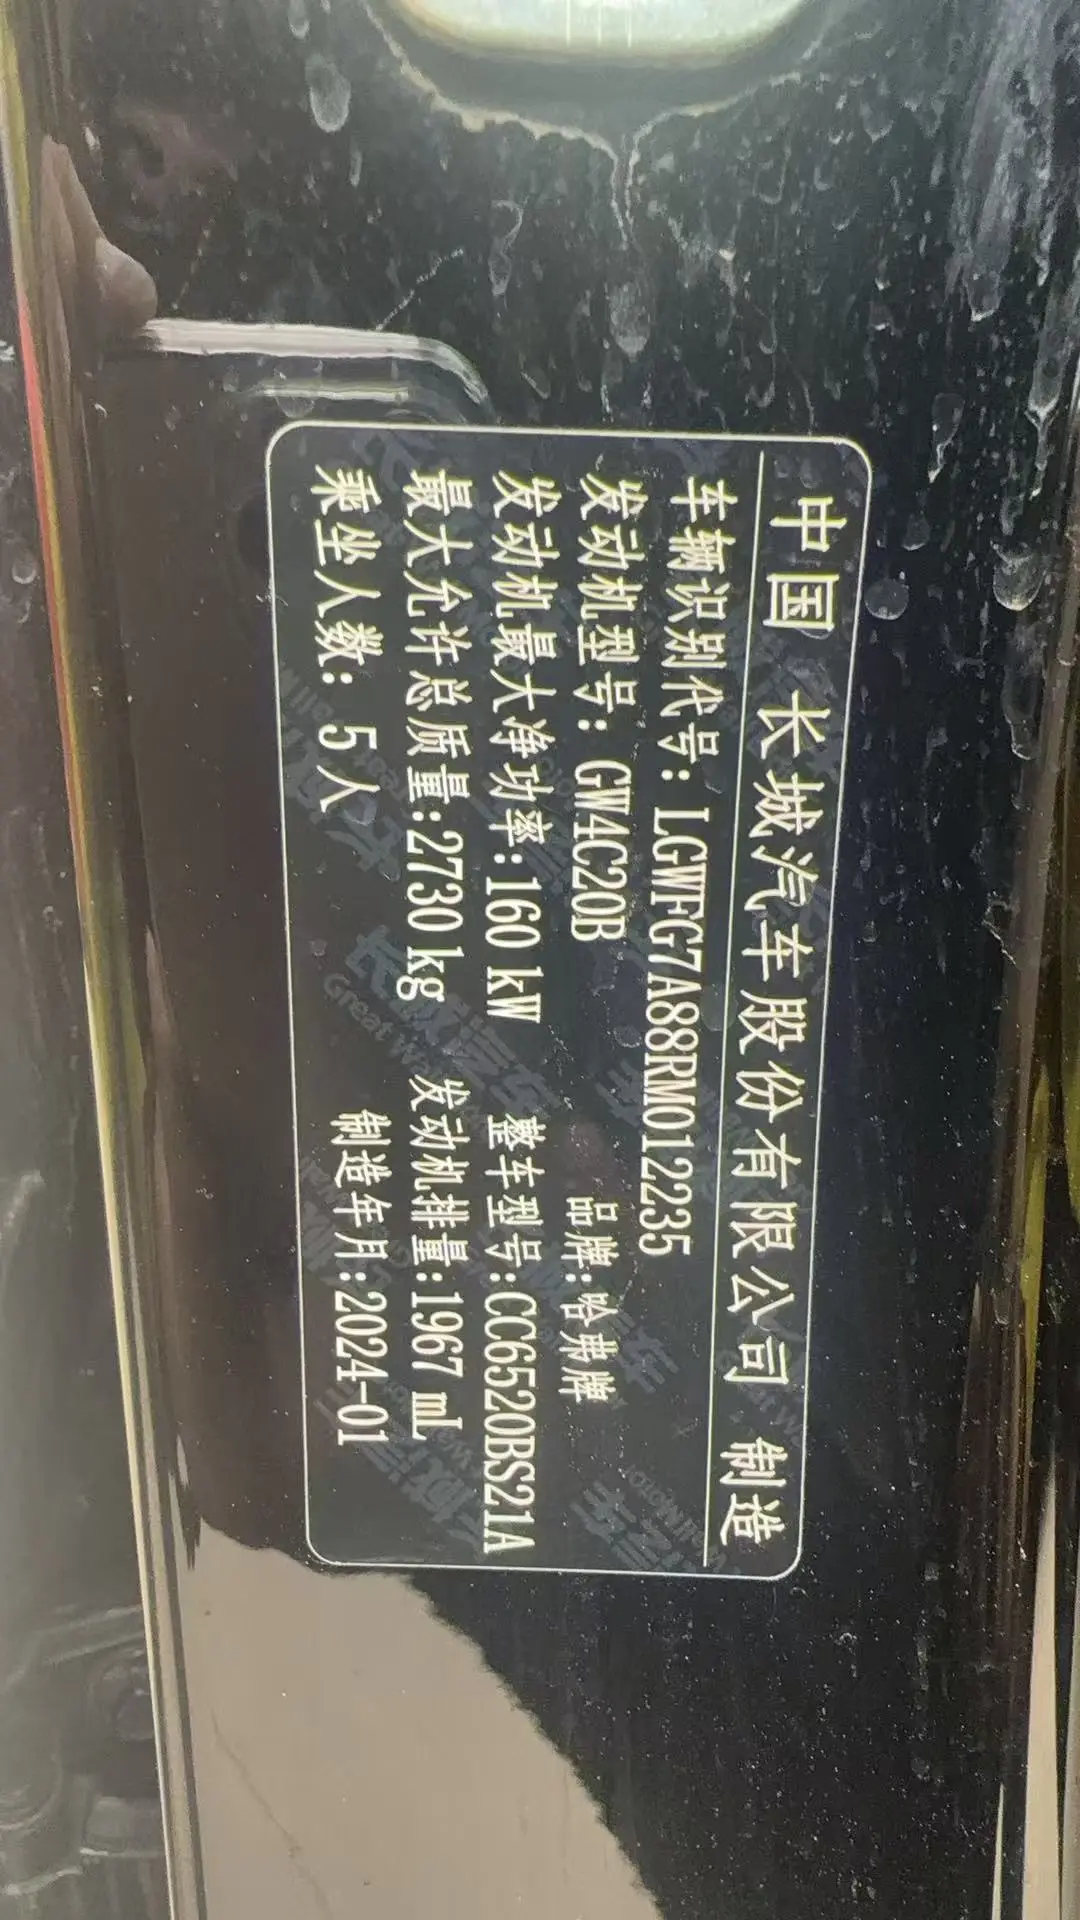 中国 长城汽车股份有限公司 制造
车辆识别代号: LGWFG7A88RM012235
发动机型号: GW4C20B 品牌:哈弗牌
发动机最大净功率:160 kW 整车型号:CC6520BS21A
最大允许总质量:2730 kg 发动机排量:1967 mL
乘坐人数: 5 人 制造年月:2024-01